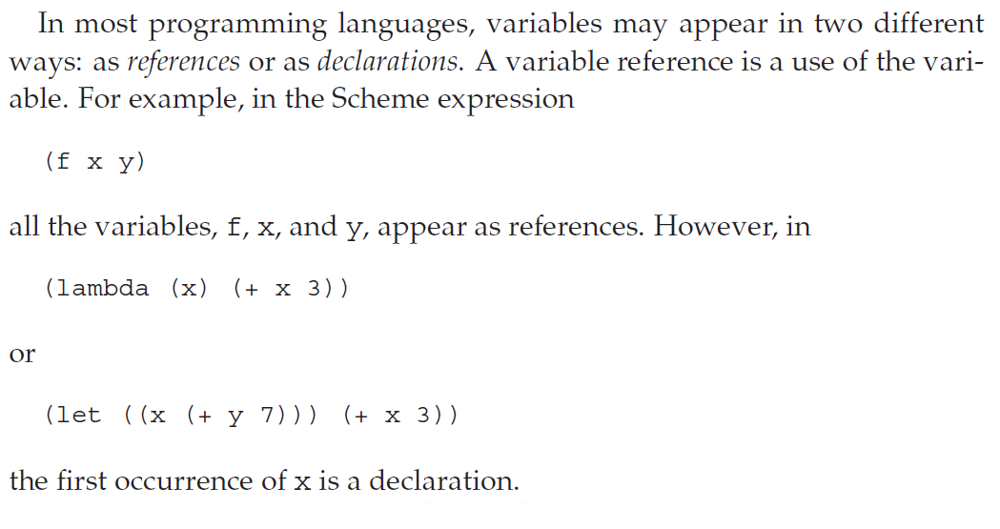 In most programming languages, variables may appear in two different
ways: as references or as declarations. A variable reference is a use of the vari-
able. For example, in the Scheme expression
(f x y)
all the variables, f, x, and y, appear as references. However, in
(lambda (x) (+ x 3))
or
(let ((x (+ y 7))) (+ x 3))
the first occurrence of x is a declaration.